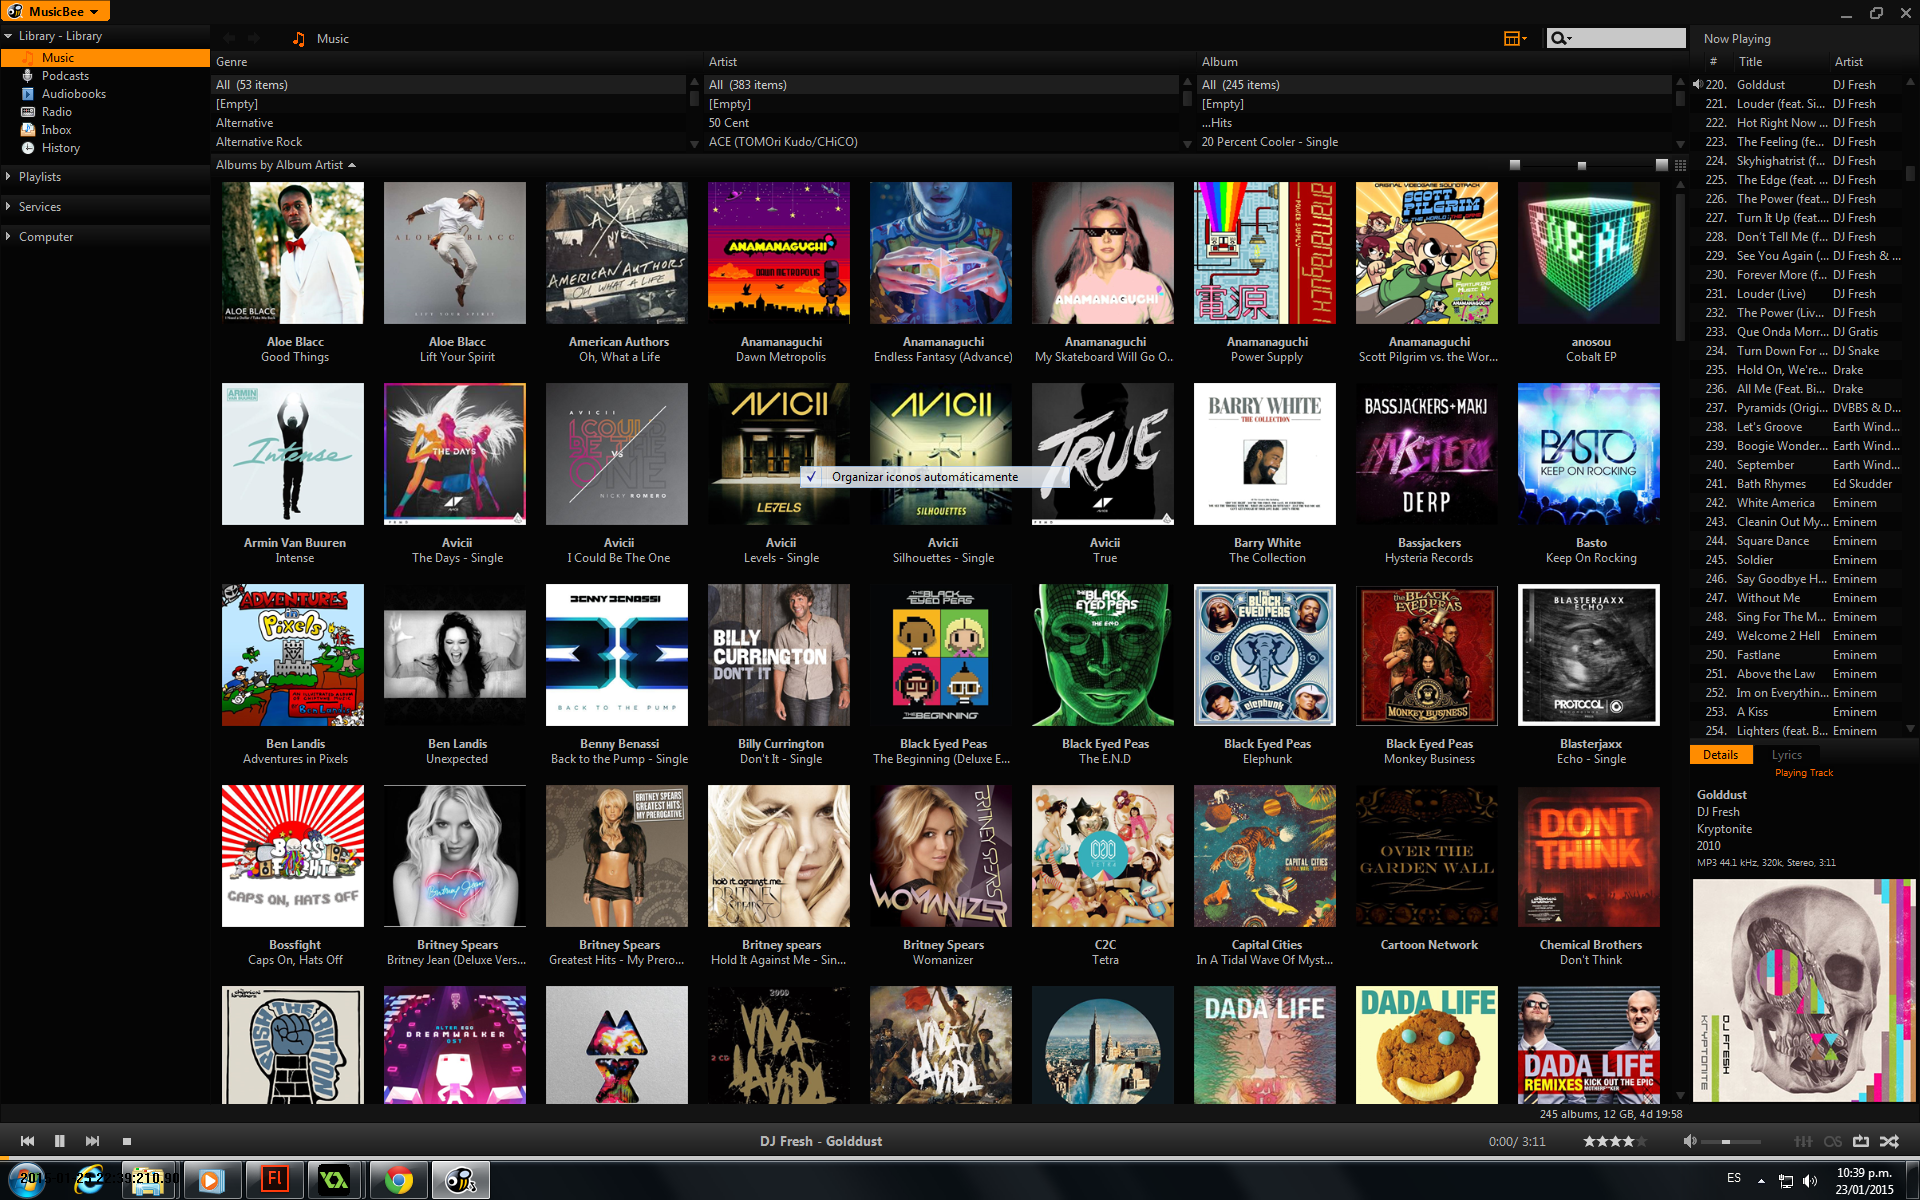 MusicBee
Library - Library
Music
Podcasts
Audiobooks
Radio
Inbox
History
Playlists
Services
Computer
Music
Genre
All (53 items)
[Empty]
Alternative
Alternative Rock
Artist
All (383 items)
[Empty]
50 Cent
ACE (TOMOri Kudo/CHiCO)
Album
All (245 items)
[Empty]
...Hits
20 Percent Cooler - Single
Albums by Album Artist
Aloe Blacc
Good Things
Aloe Blacc
Lift Your Spirit
American Authors
Oh, What a Life
Anamanaguchi
Dawn Metropolis
Anamanaguchi
Endless Fantasy (Advance)
Anamanaguchi
My Skateboard Will Go O...
Anamanaguchi
Power Supply
Anamanaguchi
Scott Pilgrim vs. the Wor...
anosou
Cobalt EP
Organizar iconos automáticamente
Armin Van Buuren
Intense
Avicii
The Days - Single
Avicii
I Could Be The One
Avicii
Levels - Single
Avicii
Silhouettes - Single
Avicii
True
Barry White
The Collection
Bassjackers
Hysteria Records
Basto
Keep On Rocking
Ben Landis
Adventures in Pixels
Ben Landis
Unexpected
Benny Benassi
Back to the Pump - Single
Billy Currington
Don't It - Single
Black Eyed Peas
The Beginning (Deluxe E...
Black Eyed Peas
The E.N.D
Black Eyed Peas
Elephunk
Black Eyed Peas
Monkey Business
Blasterjaxx
Echo - Single
Bossfight
Caps On, Hats Off
Britney Spears
Britney Jean (Deluxe Vers...
Britney Spears
Greatest Hits - My Prero...
Britney spears
Hold It Against Me - Sin...
Britney Spears
Womanizer
C2C
Tetra
Capital Cities
In A Tidal Wave Of Myst...
Cartoon Network
Chemical Brothers
Don't Think
245 albums, 12 GB, 4d 19:58
Now Playing
# Title Artist
220. Golddust DJ Fresh
221. Louder (feat. Si... DJ Fresh
222. Hot Right Now ... DJ Fresh
223. The Feeling (fe... DJ Fresh
224. Skyhighatrist (f... DJ Fresh
225. The Edge (feat. ... DJ Fresh
226. The Power (feat... DJ Fresh
227. Turn It Up (feat.... DJ Fresh
228. Don't Tell Me (f... DJ Fresh
229. See You Again (... DJ Fresh & ...
230. Forever More (f... DJ Fresh
231. Louder (Live) DJ Fresh
232. The Power (Liv... DJ Fresh
233. Que Onda Morr... DJ Gratis
234. Turn Down For ... DJ Snake
235. Hold On, We're... Drake
236. All Me (Feat. Bi... Drake
237. Pyramids (Origi... DVBBS & D...
238. Let's Groove Earth Wind...
239. Boogie Wonder... Earth Wind...
240. September Earth Wind...
241. Bath Rhymes Ed Skudder
242. White America Eminem
243. Cleanin Out My... Eminem
244. Square Dance Eminem
245. Soldier Eminem
246. Say Goodbye H... Eminem
247. Without Me Eminem
248. Sing For The M... Eminem
249. Welcome 2 Hell Eminem
250. Fastlane Eminem
251. Above the Law Eminem
252. Im on Everythin... Eminem
253. A Kiss Eminem
254. Lighters (feat. B... Eminem
Details Lyrics
Playing Track
Golddust
DJ Fresh
Kryptonite
2010
MP3 44.1 kHz, 320k, Stereo, 3:11
DJ FRESH
KRYPTONITE
DJ Fresh - Golddust
0:00/ 3:11
ES
10:39 p.m.
23/01/2015